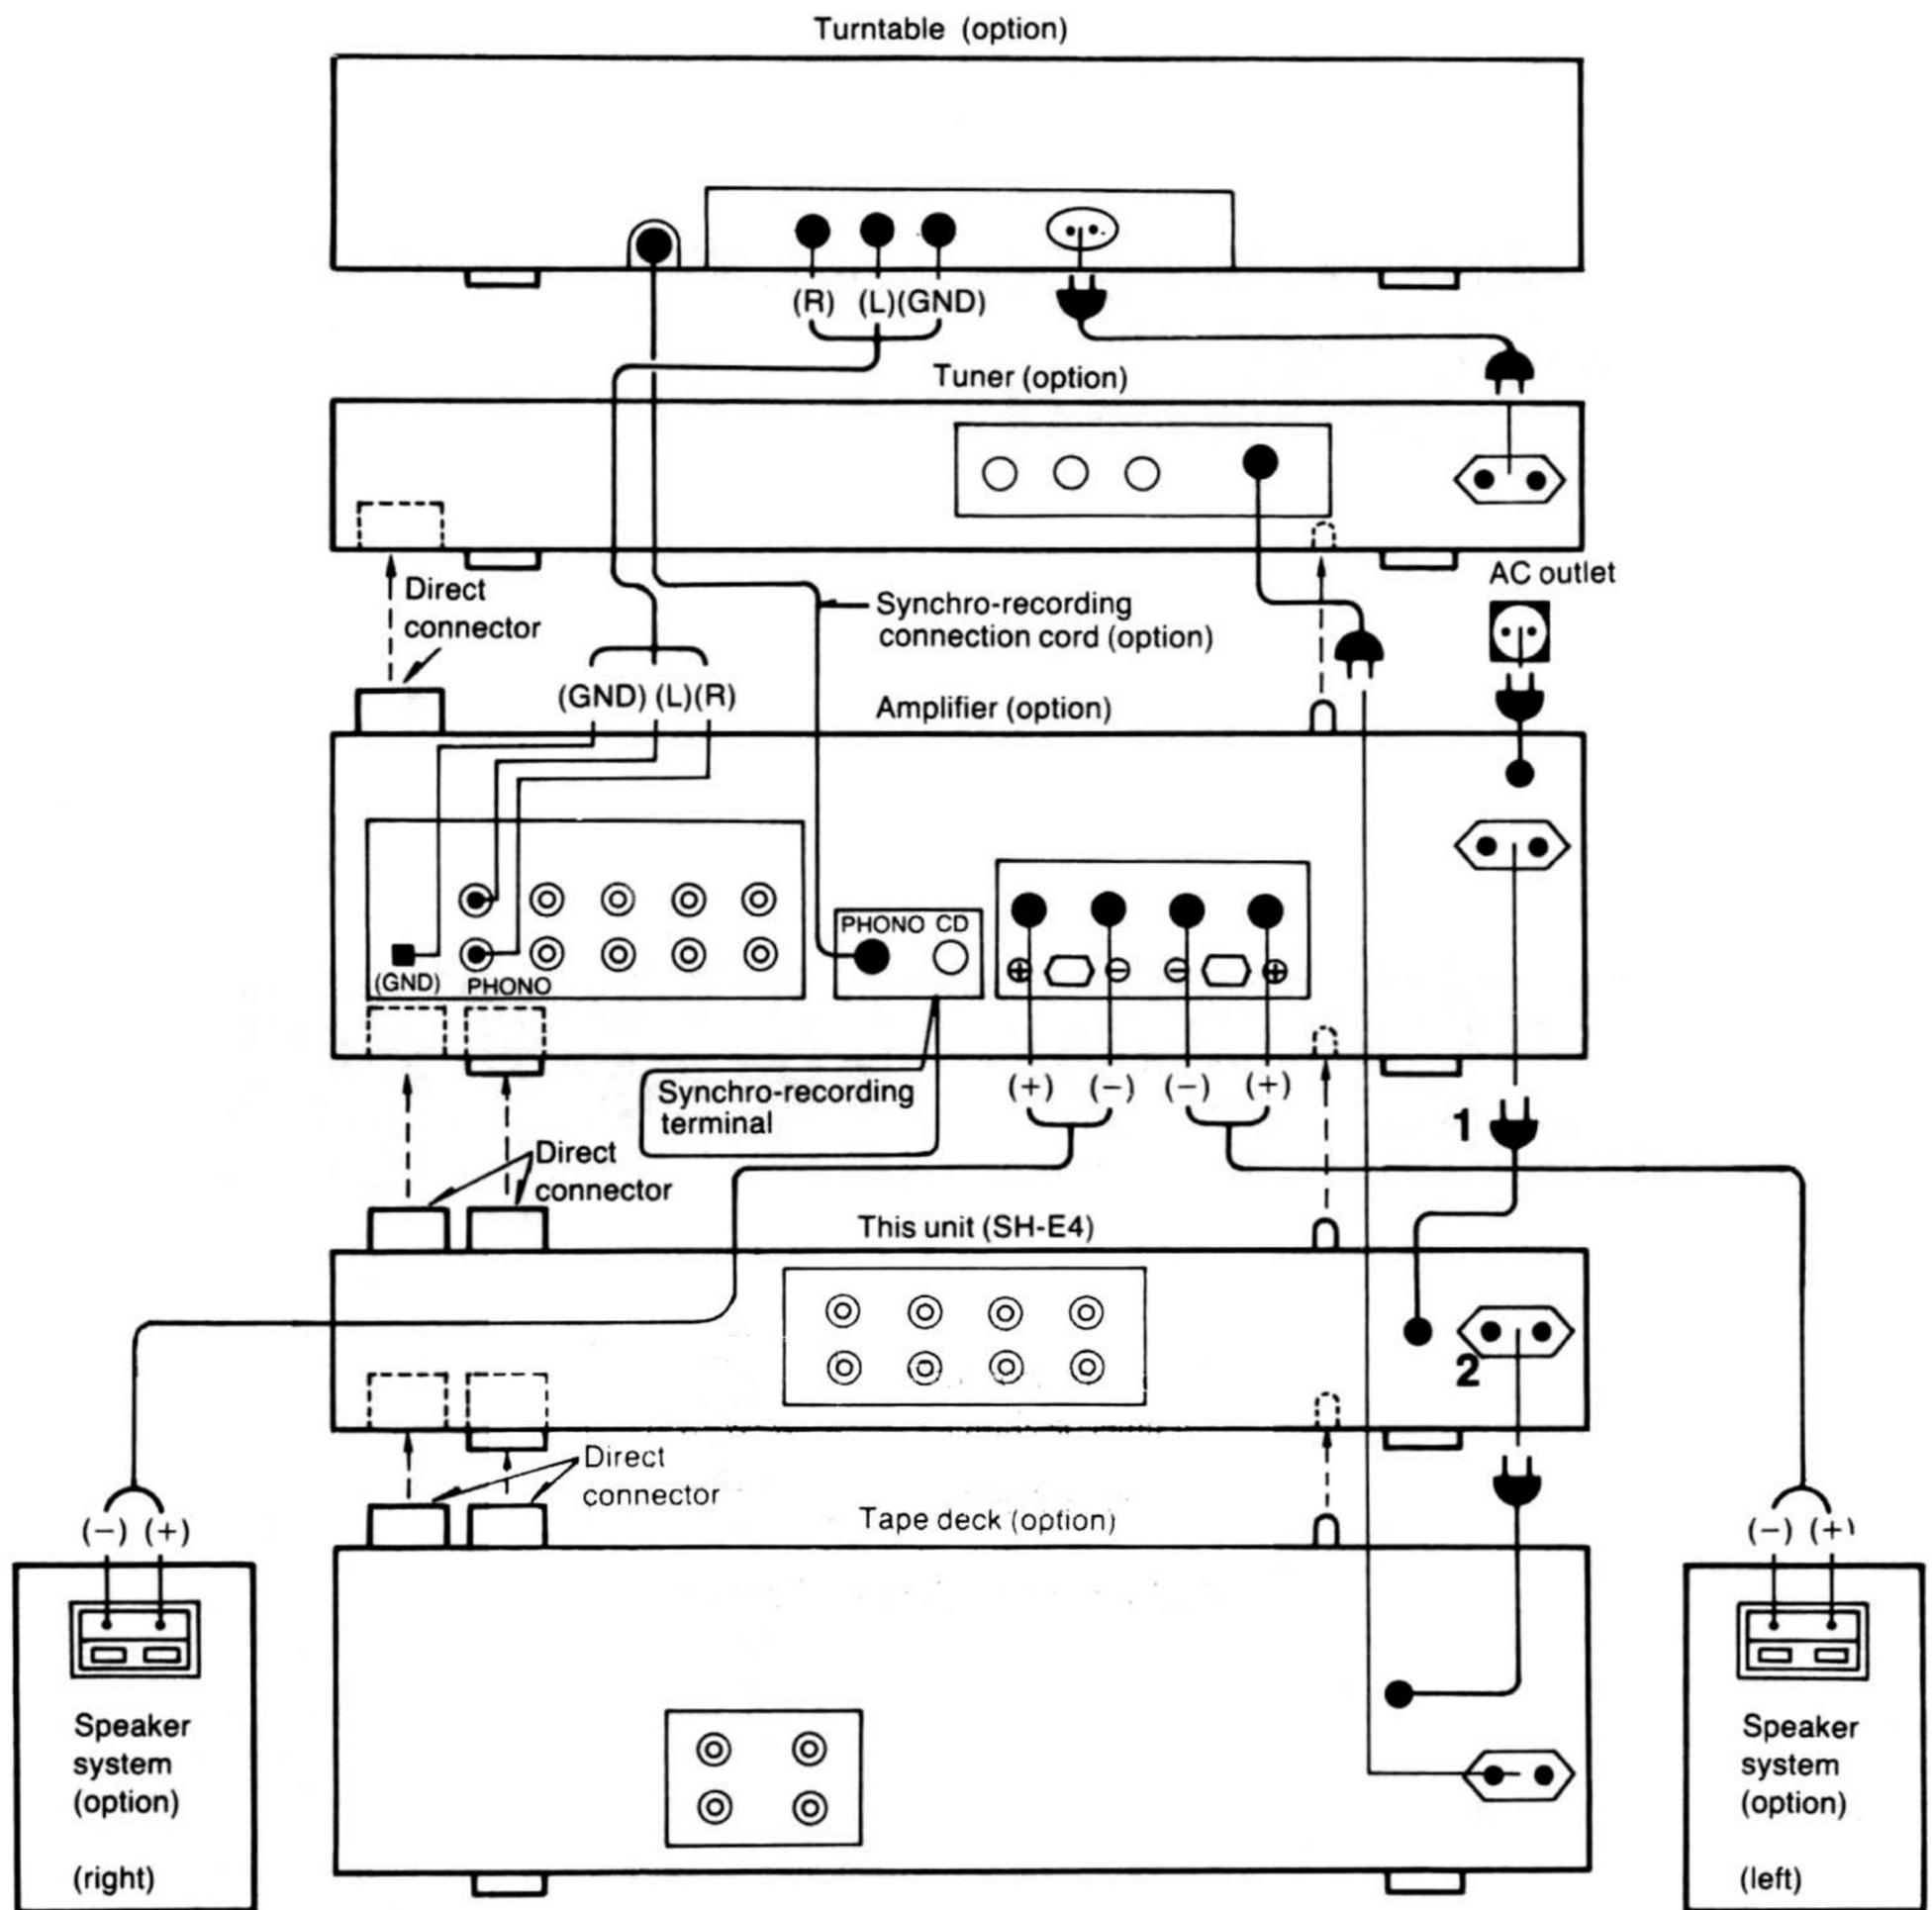 Turntable (option)
(R) (L)(GND)
Tuner (option)
Direct
connector
AC outlet
Synchro-recording
connection cord (option)
(GND) (L)(R)
Amplifier (option)
PHONO CD
(GND) PHONO
⊕ ⊖ ⊖ ⊕
Synchro-recording
terminal
(+) (−) (−) (+)
1
Direct
connector
This unit (SH-E4)
2
Direct
connector
Tape deck (option)
(−) (+)
Speaker
system
(option)
(right)
(−) (+)
Speaker
system
(option)
(left)